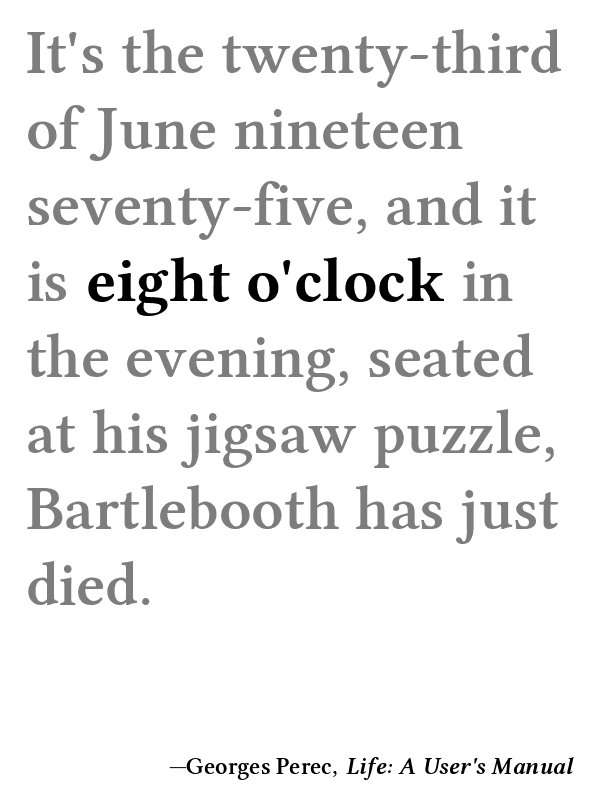 It's the twenty-third
of June nineteen
seventy-five, and it
is eight o'clock in
the evening, seated
at his jigsaw puzzle,
Bartlebooth has just
died.
—Georges Perec, Life: A User's Manual